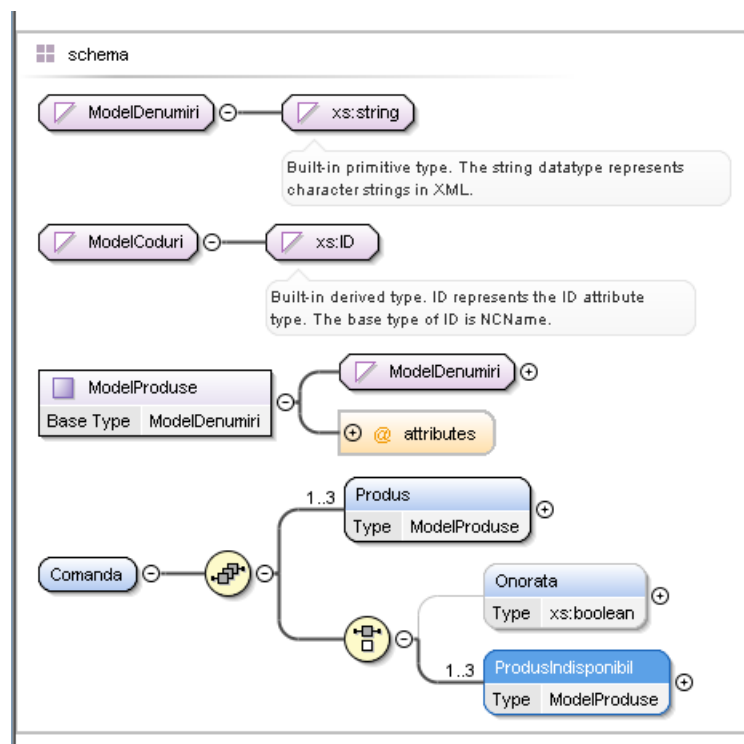 schema
ModelDenumiri
xs:string
Built-in primitive type. The string datatype represents
character strings in XML.
ModelCoduri
xs:ID
Built-in derived type. ID represents the ID attribute
type. The base type of ID is NCName.
ModelDenumiri
ModelProduse
Base Type ModelDenumiri
@ attributes
1..3 Produs
Type ModelProduse
Comanda
Onorata
Type xs:boolean
1..3 ProdusIndisponibil
Type ModelProduse